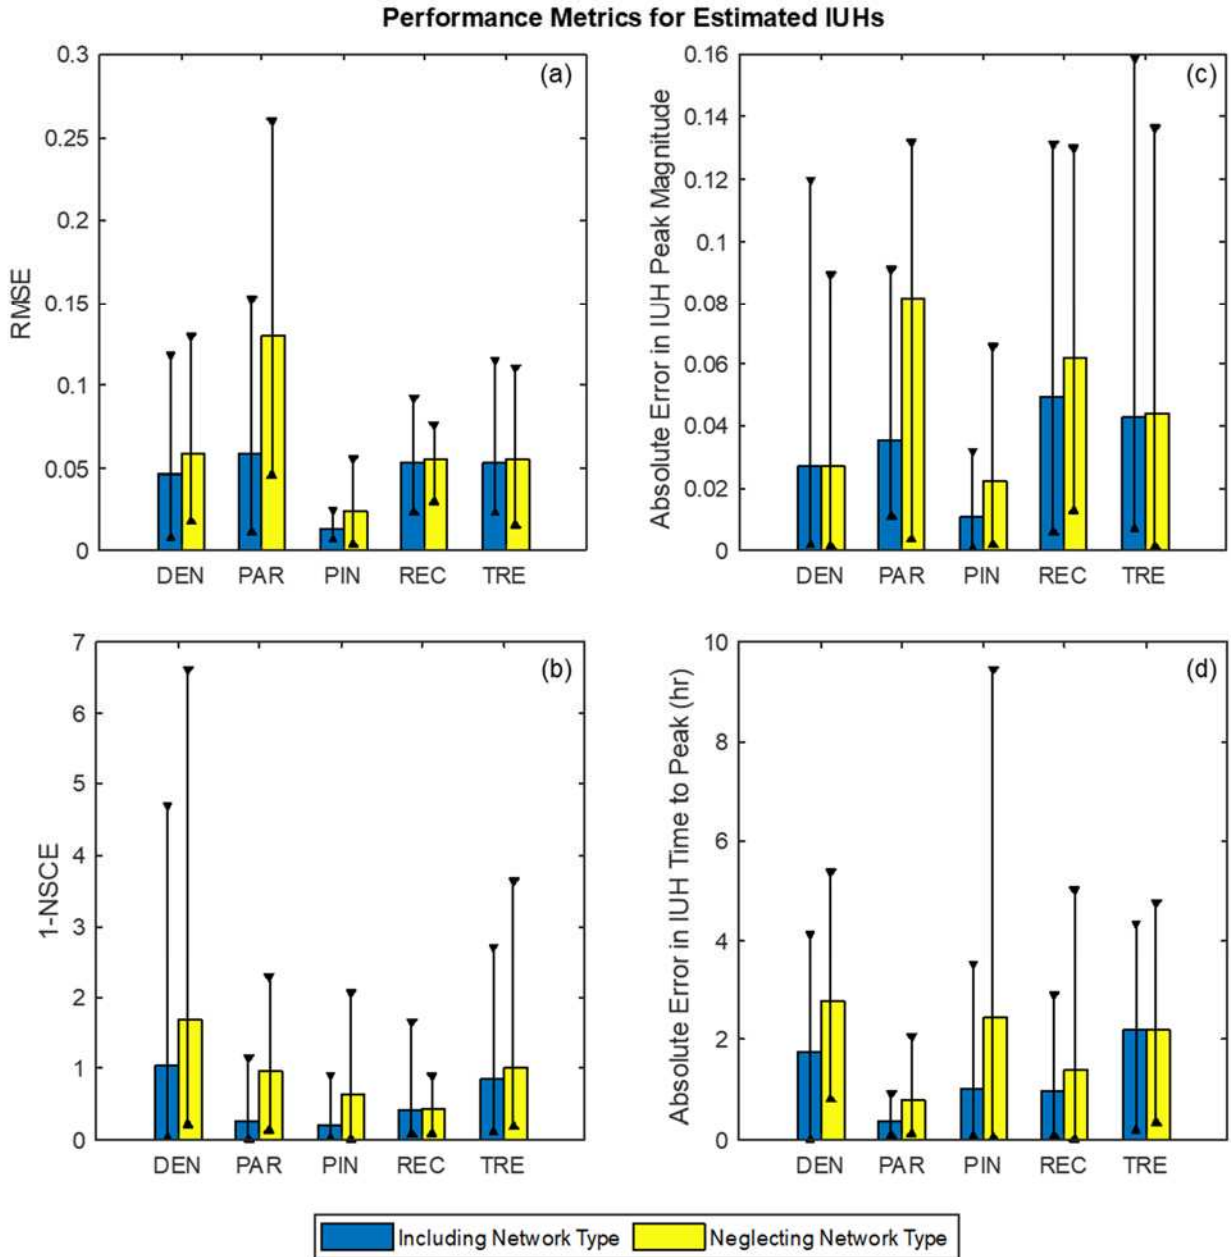 Performance Metrics for Estimated IUHs
(a)
RMSE
0.3
0.25
0.2
0.15
0.1
0.05
0
DEN PAR PIN REC TRE
(c)
Absolute Error in IUH Peak Magnitude
0.16
0.14
0.12
0.1
0.08
0.06
0.04
0.02
0
DEN PAR PIN REC TRE
(b)
1-NSCE
7
6
5
4
3
2
1
0
DEN PAR PIN REC TRE
(d)
Absolute Error in IUH Time to Peak (hr)
10
8
6
4
2
0
DEN PAR PIN REC TRE
Including Network Type Neglecting Network Type